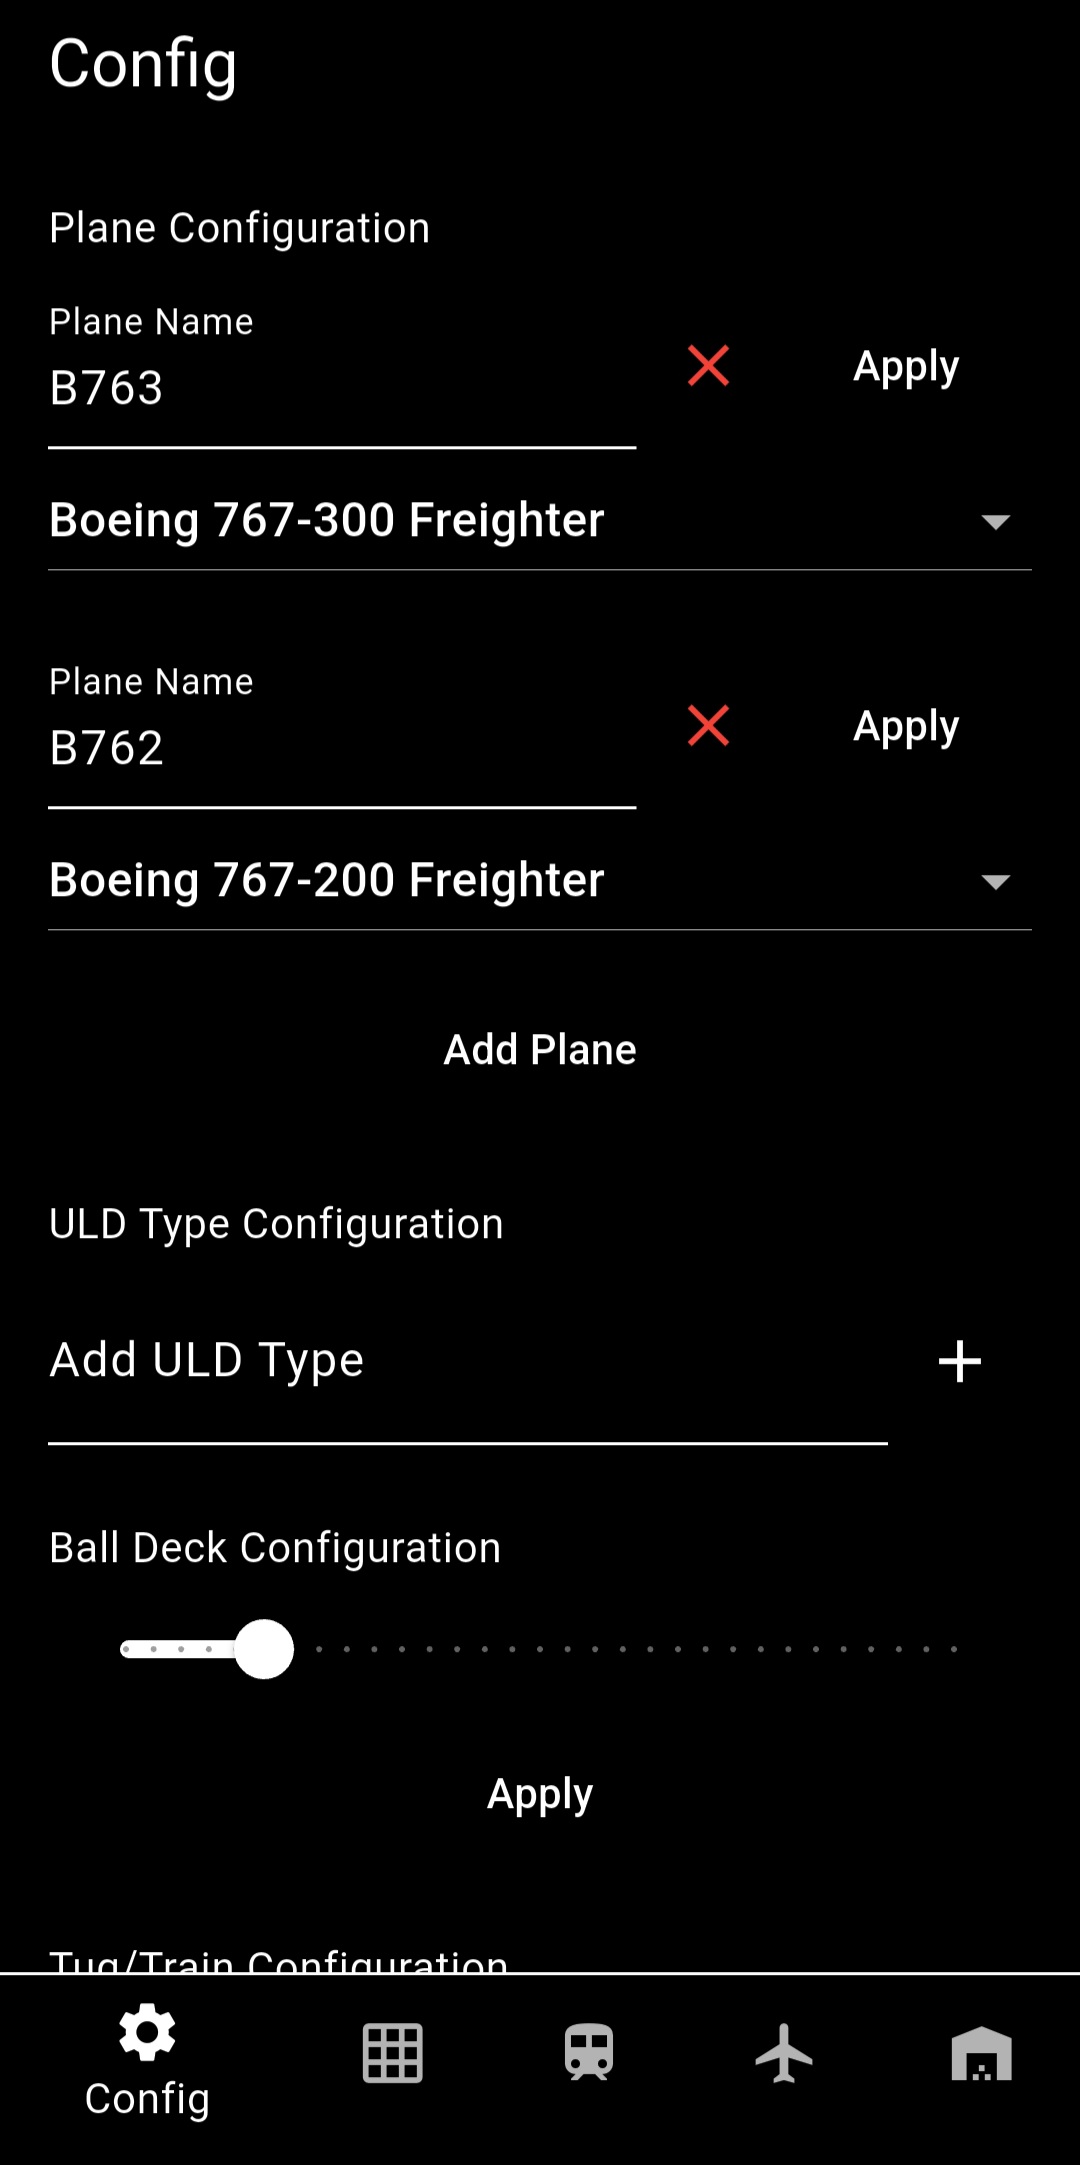 Config
Plane Configuration
Plane Name
B763
Apply
Boeing 767-300 Freighter
Plane Name
B762
Apply
Boeing 767-200 Freighter
Add Plane
ULD Type Configuration
Add ULD Type
Ball Deck Configuration
Apply
Tug/Train Configuration
Config